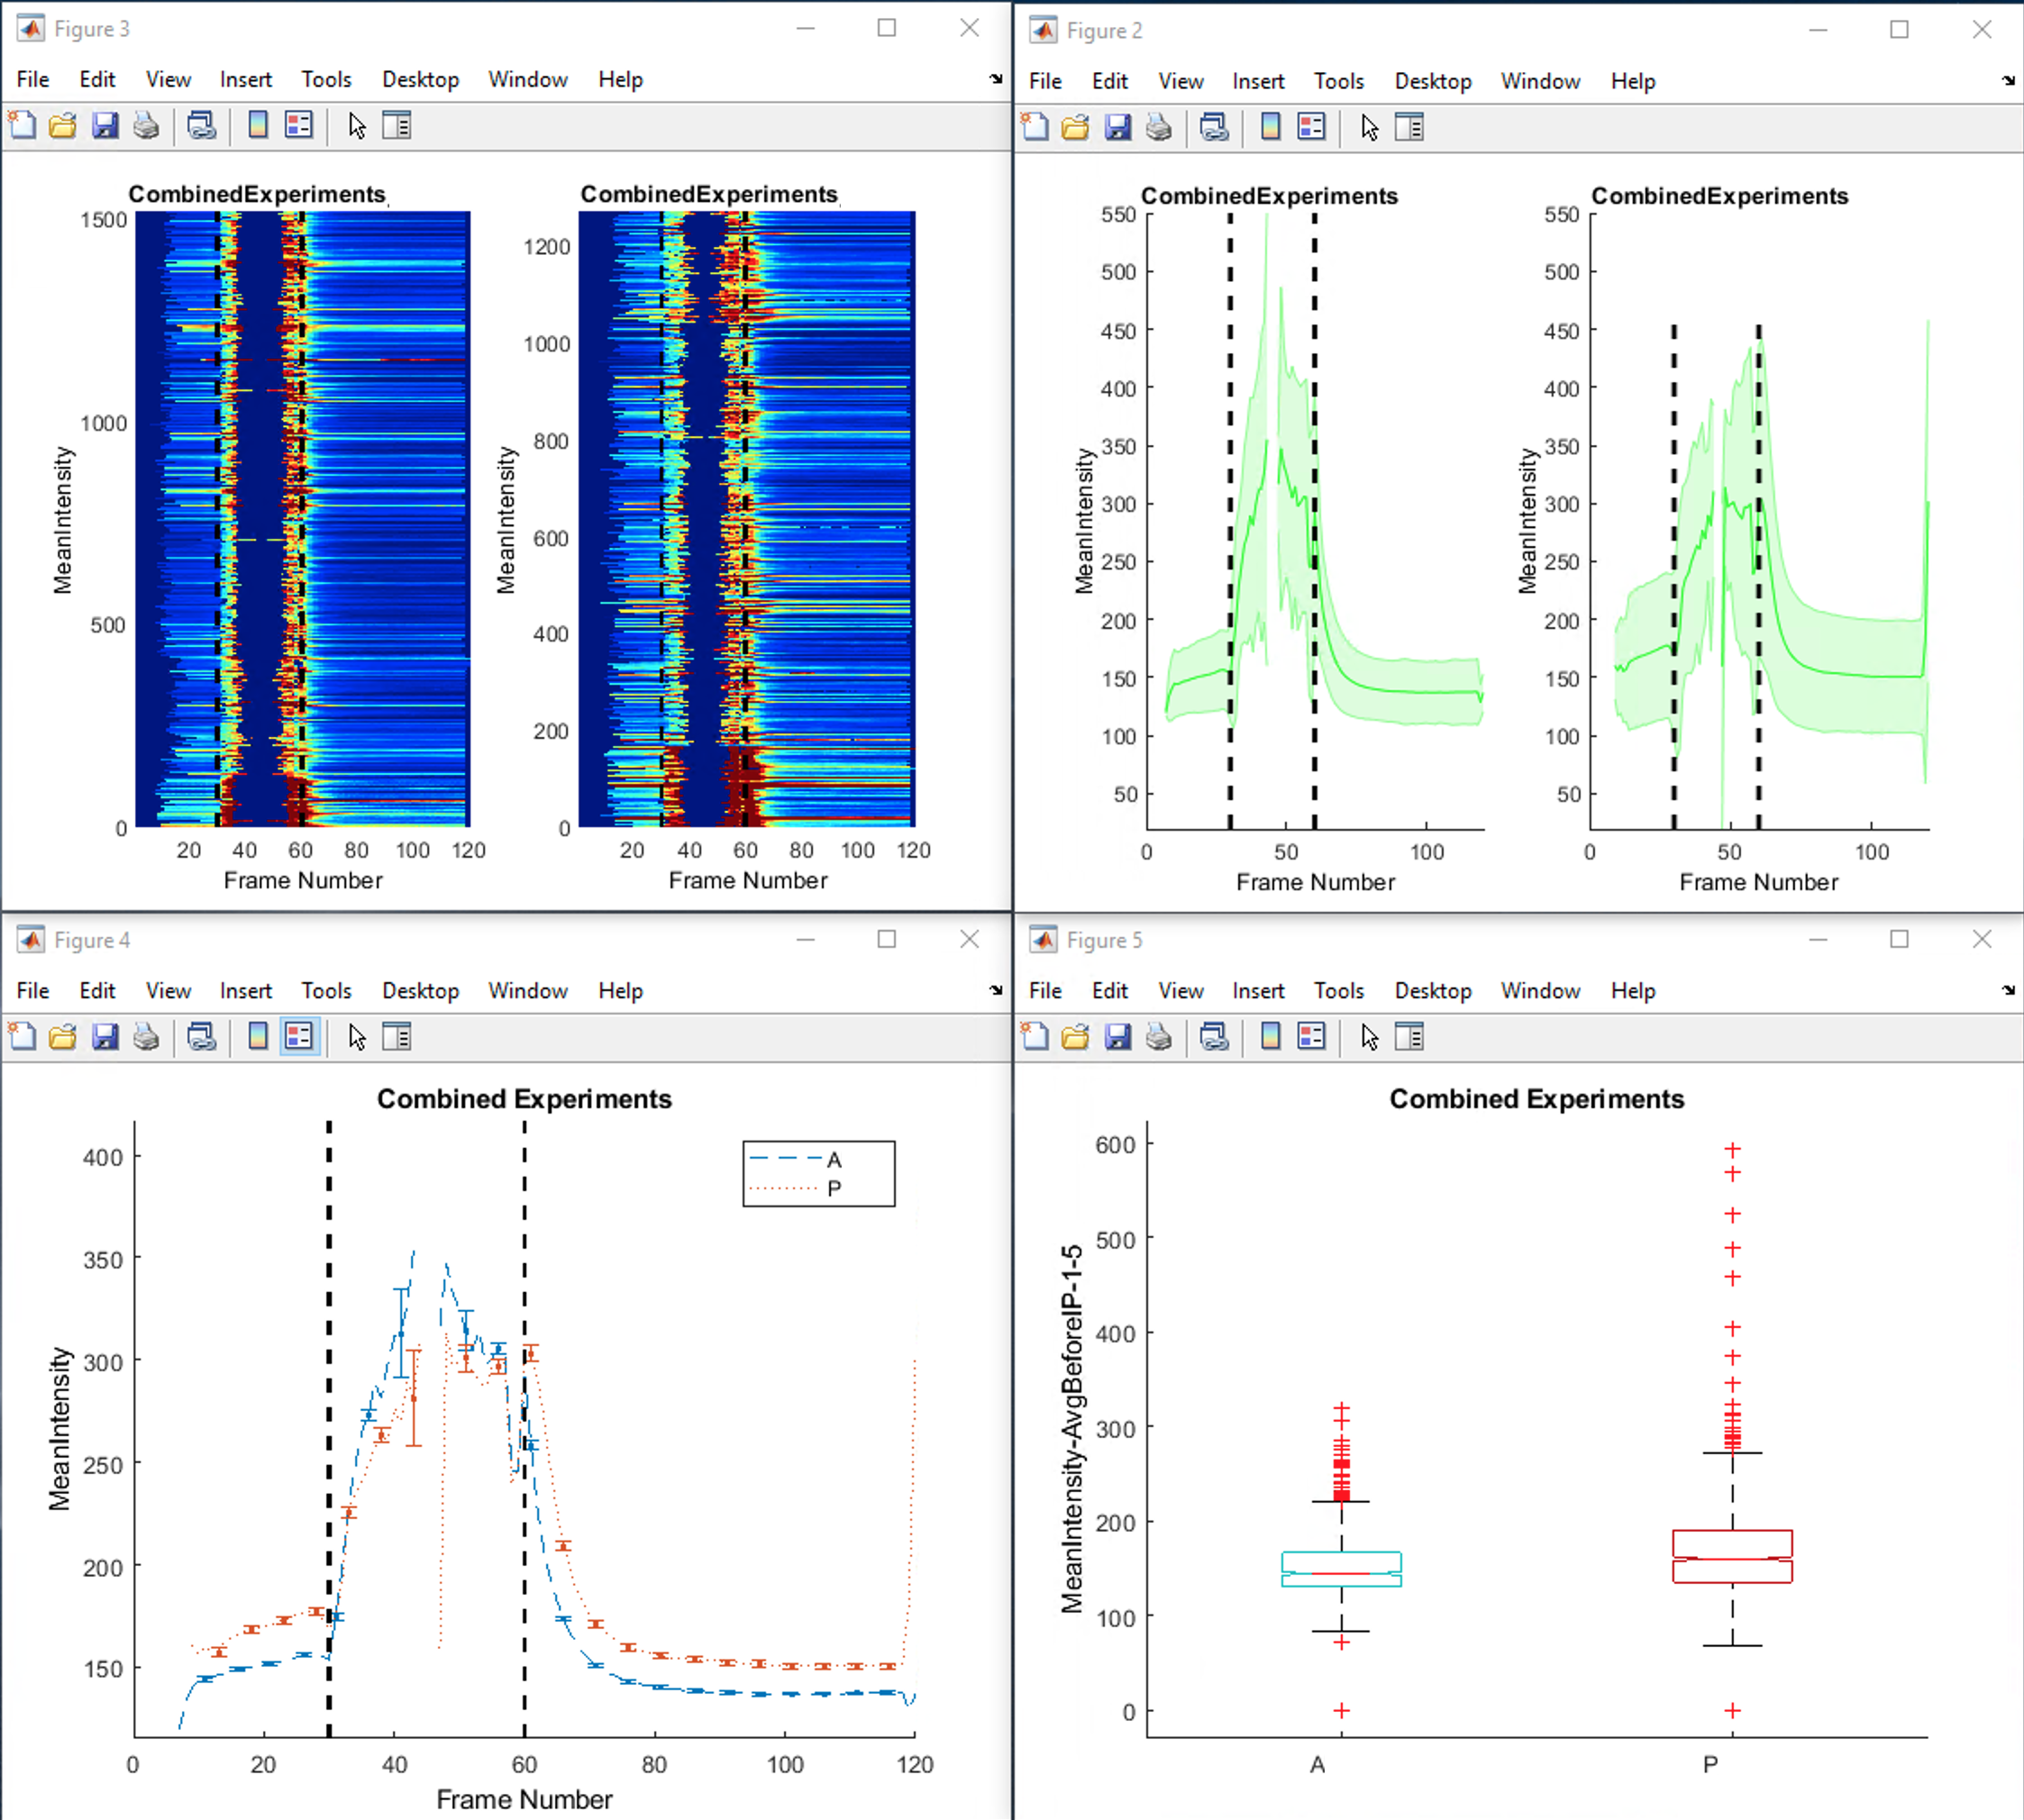 Figure 3
File Edit View Insert Tools Desktop Window Help
CombinedExperiments
CombinedExperiments
MeanIntensity
1500
1000
500
0
20 40 60 80 100 120
Frame Number
MeanIntensity
1200
1000
800
600
400
200
0
20 40 60 80 100 120
Frame Number
Figure 2
File Edit View Insert Tools Desktop Window Help
CombinedExperiments
CombinedExperiments
MeanIntensity
550
500
450
400
350
300
250
200
150
100
50
0 50 100
Frame Number
MeanIntensity
550
500
450
400
350
300
250
200
150
100
50
0 50 100
Frame Number
Figure 4
File Edit View Insert Tools Desktop Window Help
Combined Experiments
A
P
MeanIntensity
400
350
300
250
200
150
0 20 40 60 80 100 120
Frame Number
Figure 5
File Edit View Insert Tools Desktop Window Help
Combined Experiments
MeanIntensity-AvgBeforeIP-1-5
600
500
400
300
200
100
0
A P